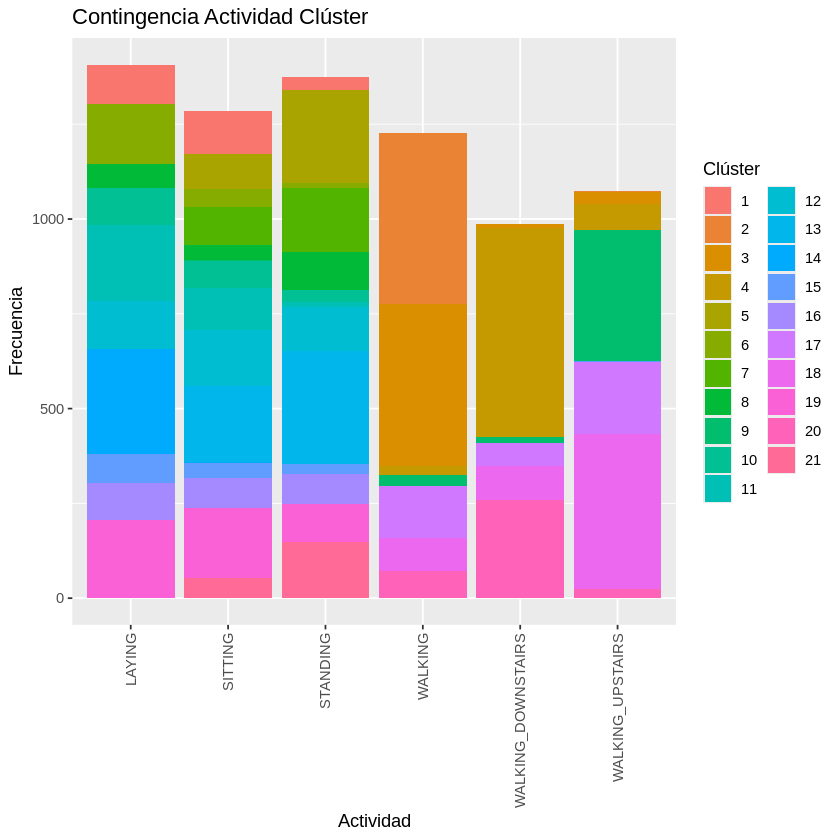 Contingencia Actividad Clúster
Frecuencia
1000
500
0
LAYING
SITTING
STANDING
WALKING
WALKING_DOWNSTAIRS
WALKING_UPSTAIRS
Actividad
Clúster
1
2
3
4
5
6
7
8
9
10
11
12
13
14
15
16
17
18
19
20
21